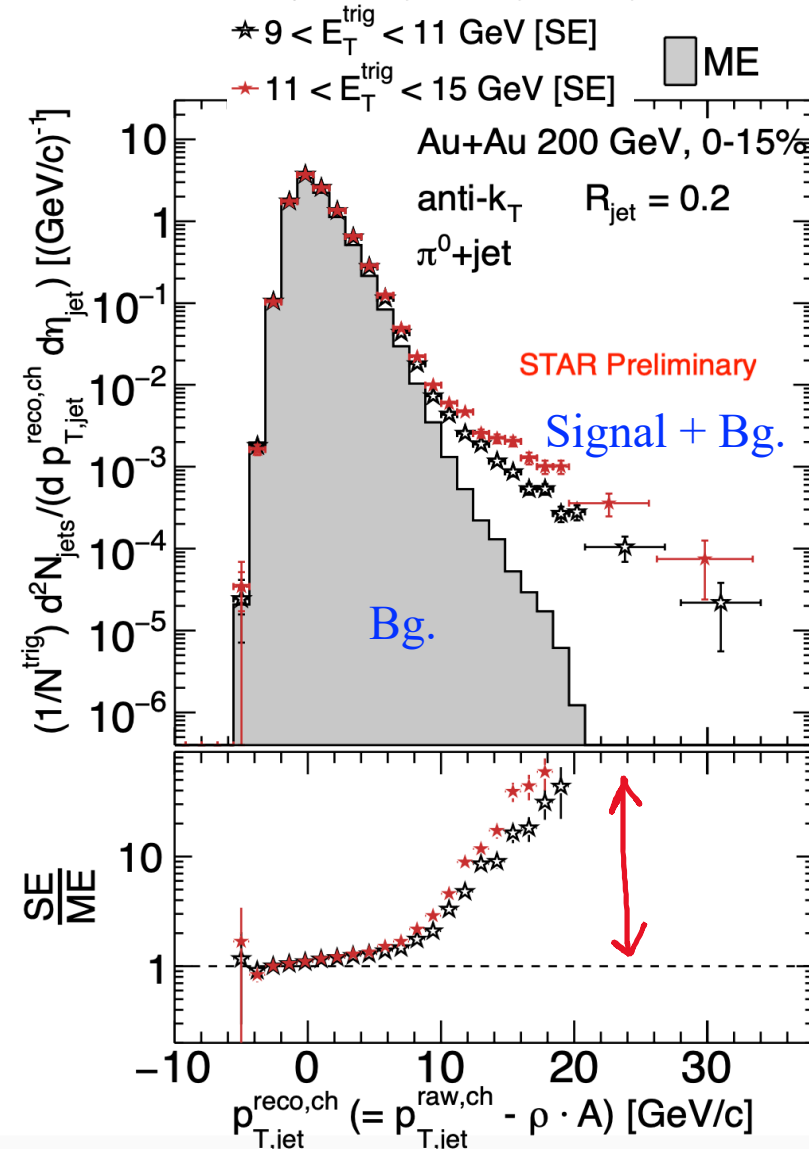 9 < E_T^trig < 11 GeV [SE]
ME
11 < E_T^trig < 15 GeV [SE]
Au+Au 200 GeV, 0-15%
anti-k_T R_jet = 0.2
π^0+jet
STAR Preliminary
Signal + Bg.
Bg.
(1/N^trig) d^2N_jets/(d p_T,jet^reco,ch dη_jet) [(GeV/c)^-1]
10
1
10^−1
10^−2
10^−3
10^−4
10^−5
10^−6
SE/ME
10
1
−10 0 10 20 30
p_T,jet^reco,ch (= p_T,jet^raw,ch - ρ · A) [GeV/c]